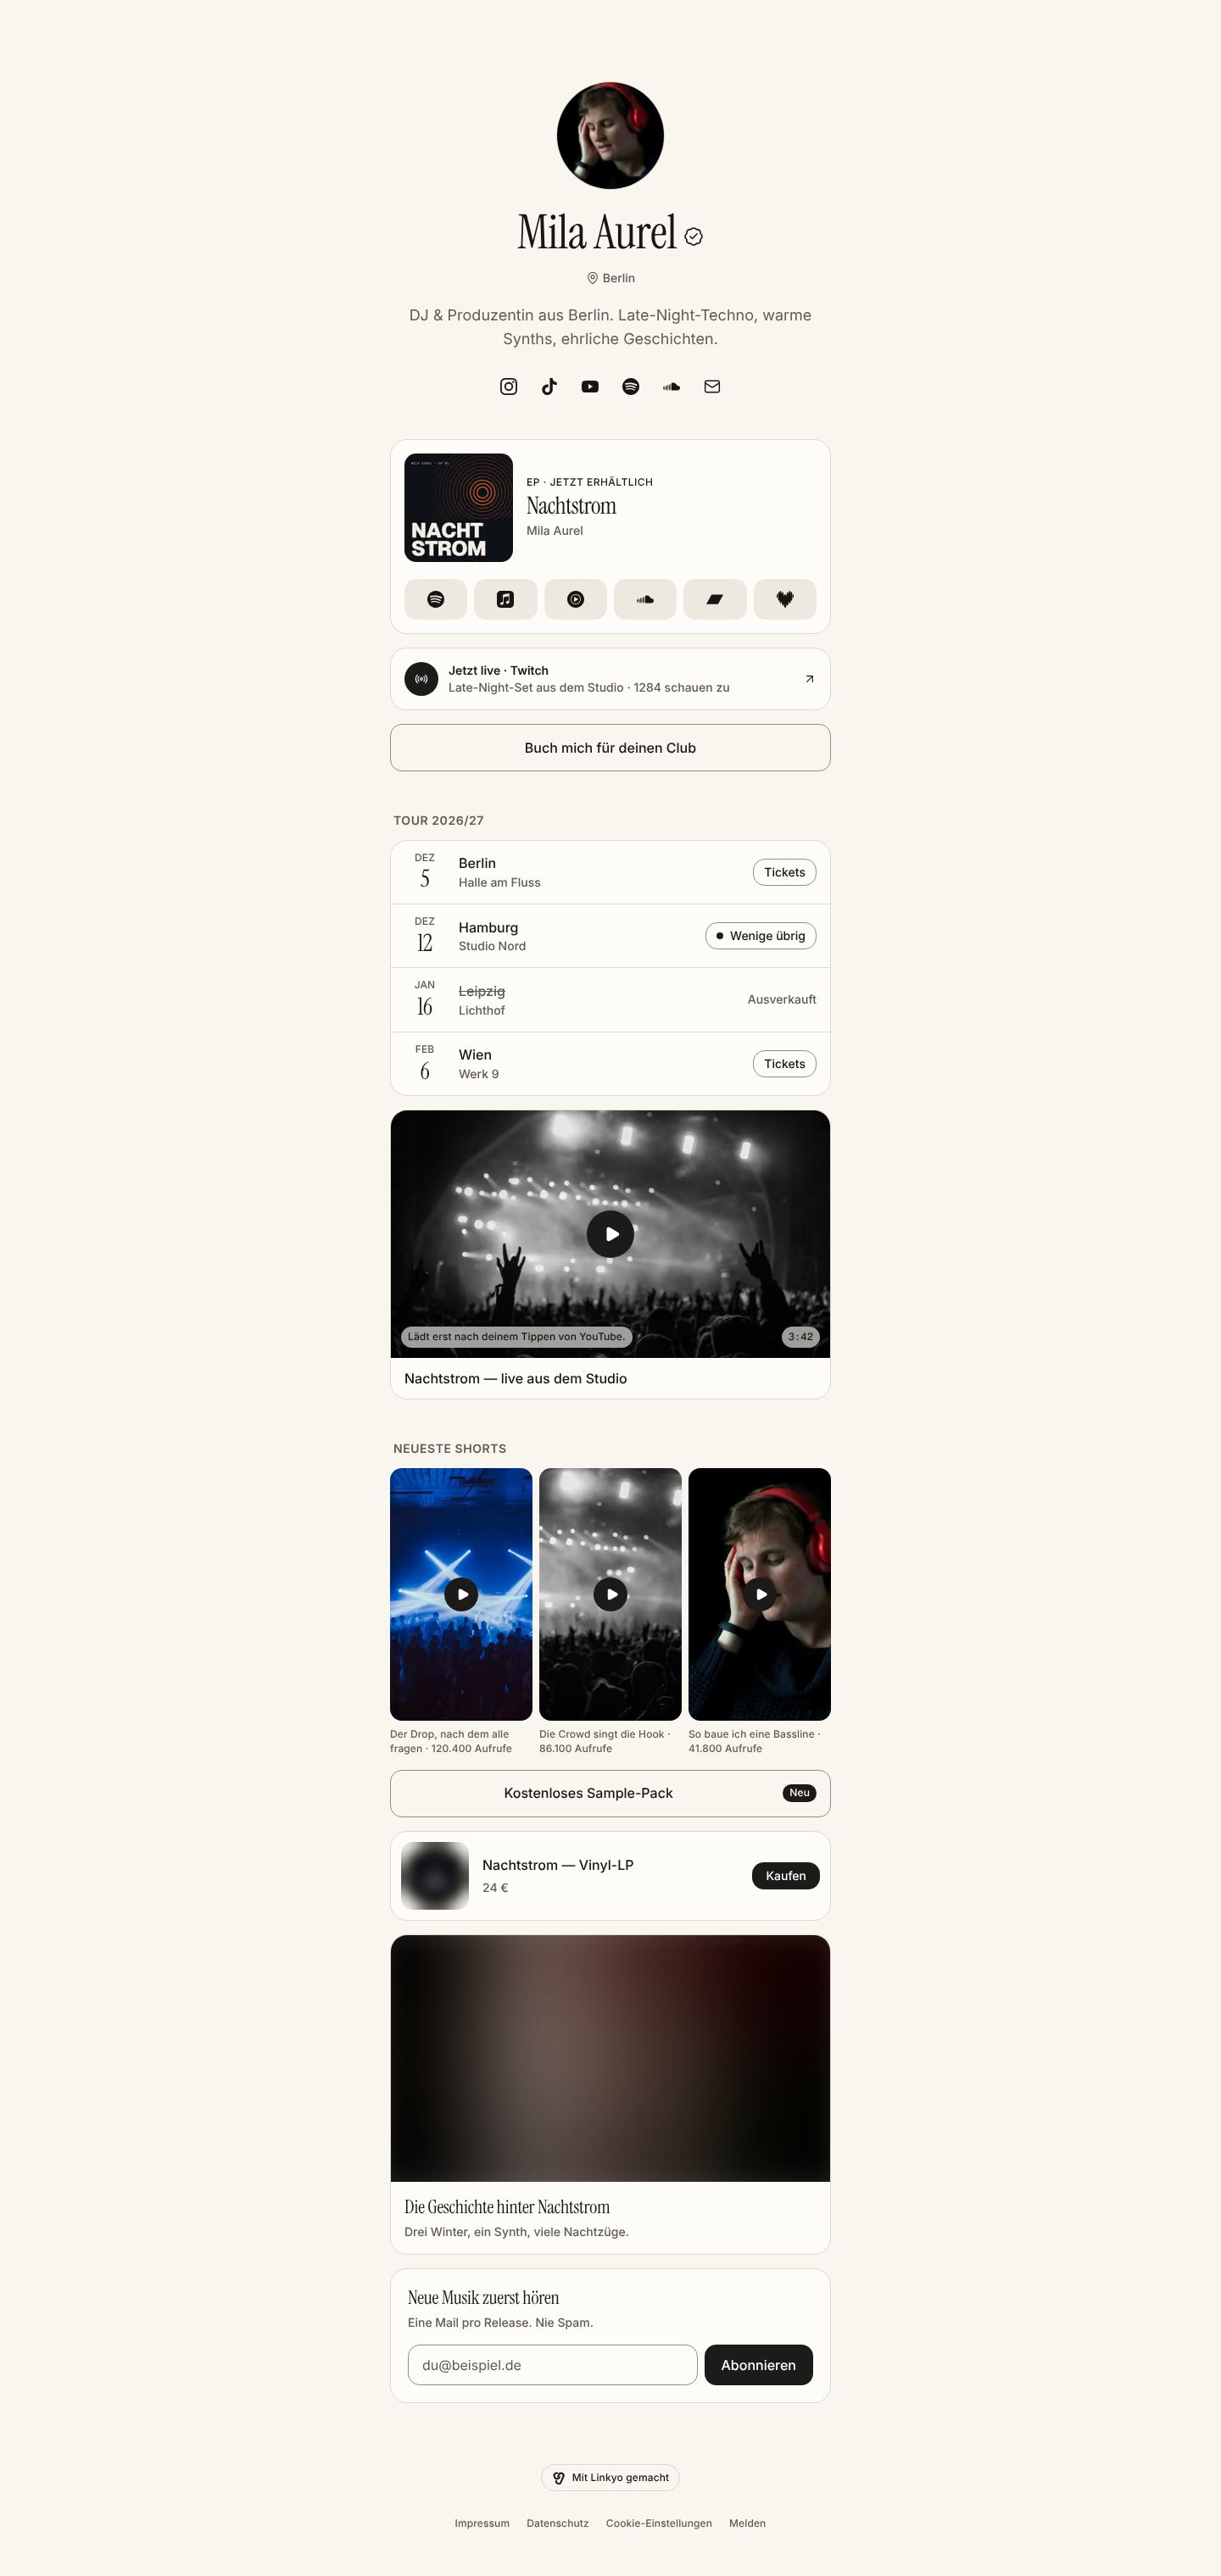 Mila Aurel
Berlin
DJ & Produzentin aus Berlin. Late-Night-Techno, warme
Synths, ehrliche Geschichten.
MILA AUREL · EP 01
NACHT
STROM
EP · JETZT ERHÄLTLICH
Nachtstrom
Mila Aurel
Jetzt live · Twitch
Late-Night-Set aus dem Studio · 1284 schauen zu
Buch mich für deinen Club
TOUR 2026/27
DEZ
5
Berlin
Halle am Fluss
Tickets
DEZ
12
Hamburg
Studio Nord
Wenige übrig
JAN
16
Leipzig
Lichthof
Ausverkauft
FEB
6
Wien
Werk 9
Tickets
Lädt erst nach deinem Tippen von YouTube.
3:42
Nachtstrom — live aus dem Studio
NEUESTE SHORTS
Der Drop, nach dem alle
fragen · 120.400 Aufrufe
Die Crowd singt die Hook ·
86.100 Aufrufe
So baue ich eine Bassline ·
41.800 Aufrufe
Kostenloses Sample-Pack
Neu
Nachtstrom — Vinyl-LP
24 €
Kaufen
Die Geschichte hinter Nachtstrom
Drei Winter, ein Synth, viele Nachtzüge.
Neue Musik zuerst hören
Eine Mail pro Release. Nie Spam.
du@beispiel.de
Abonnieren
Mit Linkyo gemacht
Impressum
Datenschutz
Cookie-Einstellungen
Melden